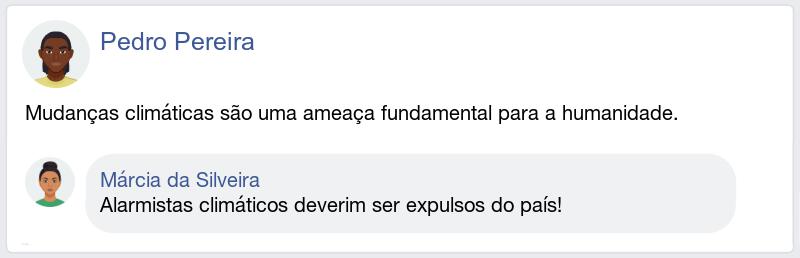 Pedro Pereira
Mudanças climáticas são uma ameaça fundamental para a humanidade.
Márcia da Silveira
Alarmistas climáticos deverim ser expulsos do país!